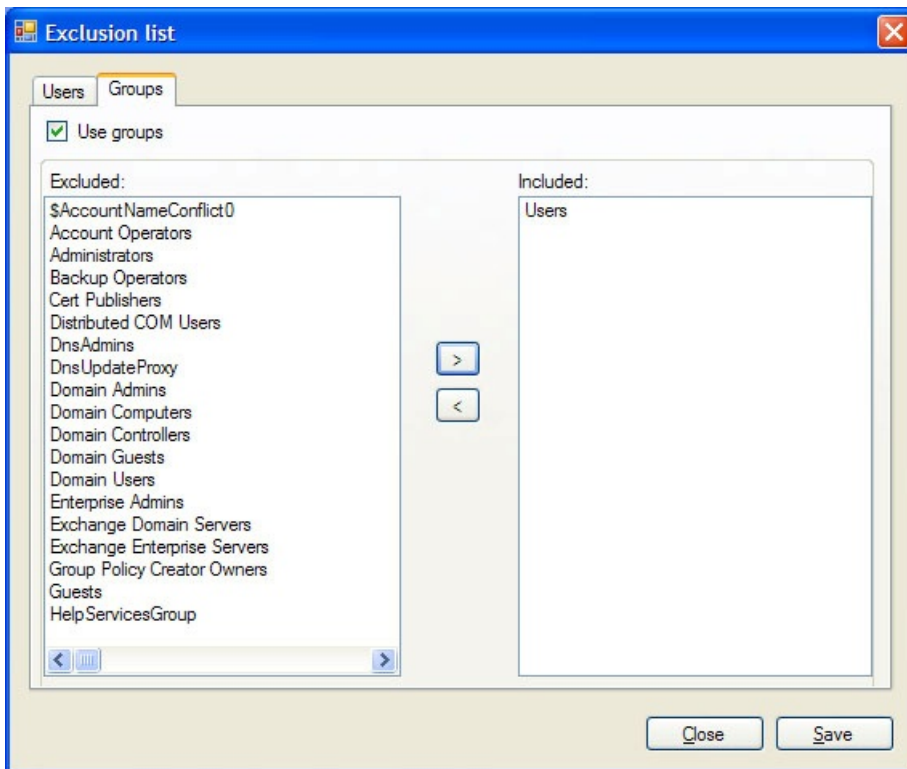 Exclusion list
Users
Groups
Use groups
Excluded:
$AccountNameConflict0
Account Operators
Administrators
Backup Operators
Cert Publishers
Distributed COM Users
DnsAdmins
DnsUpdateProxy
Domain Admins
Domain Computers
Domain Controllers
Domain Guests
Domain Users
Enterprise Admins
Exchange Domain Servers
Exchange Enterprise Servers
Group Policy Creator Owners
Guests
HelpServicesGroup
Included:
Users
>
<
Close
Save